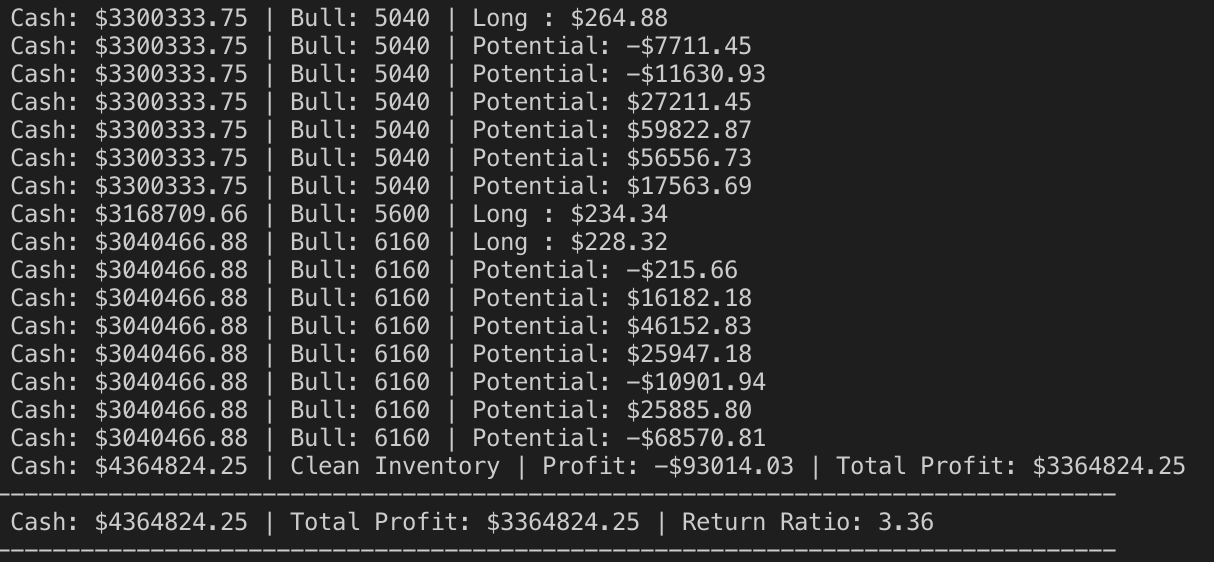 Cash: $3300333.75 | Bull: 5040 | Long : $264.88
Cash: $3300333.75 | Bull: 5040 | Potential: -$7711.45
Cash: $3300333.75 | Bull: 5040 | Potential: -$11630.93
Cash: $3300333.75 | Bull: 5040 | Potential: $27211.45
Cash: $3300333.75 | Bull: 5040 | Potential: $59822.87
Cash: $3300333.75 | Bull: 5040 | Potential: $56556.73
Cash: $3300333.75 | Bull: 5040 | Potential: $17563.69
Cash: $3168709.66 | Bull: 5600 | Long : $234.34
Cash: $3040466.88 | Bull: 6160 | Long : $228.32
Cash: $3040466.88 | Bull: 6160 | Potential: -$215.66
Cash: $3040466.88 | Bull: 6160 | Potential: $16182.18
Cash: $3040466.88 | Bull: 6160 | Potential: $46152.83
Cash: $3040466.88 | Bull: 6160 | Potential: $25947.18
Cash: $3040466.88 | Bull: 6160 | Potential: -$10901.94
Cash: $3040466.88 | Bull: 6160 | Potential: $25885.80
Cash: $3040466.88 | Bull: 6160 | Potential: -$68570.81
Cash: $4364824.25 | Clean Inventory | Profit: -$93014.03 | Total Profit: $3364824.25
--------------------------------------------------------------------------------
Cash: $4364824.25 | Total Profit: $3364824.25 | Return Ratio: 3.36
--------------------------------------------------------------------------------